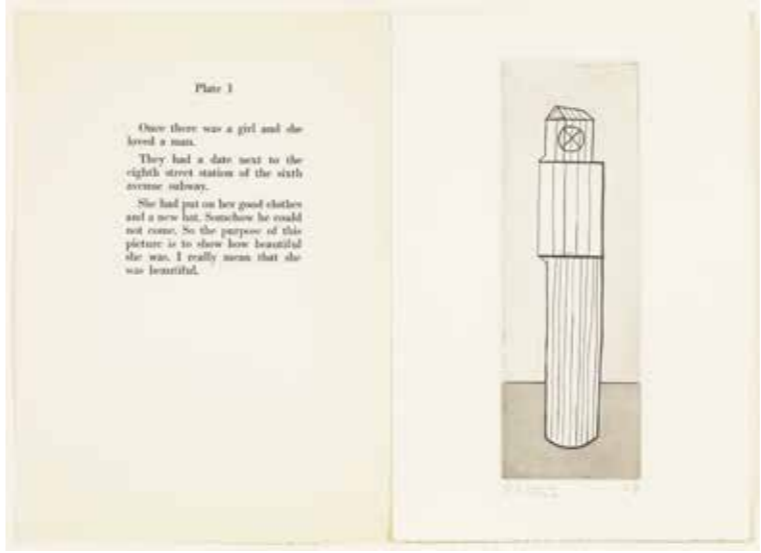 Plate 1
Once there was a girl and she
loved a man.
They had a date next to the
eighth street station of the sixth
avenue subway.
She had put on her good clothes
and a new hat. Somehow he could
not come. So the purpose of this
picture is to show how beautiful
she was. I really mean that she
was beautiful.